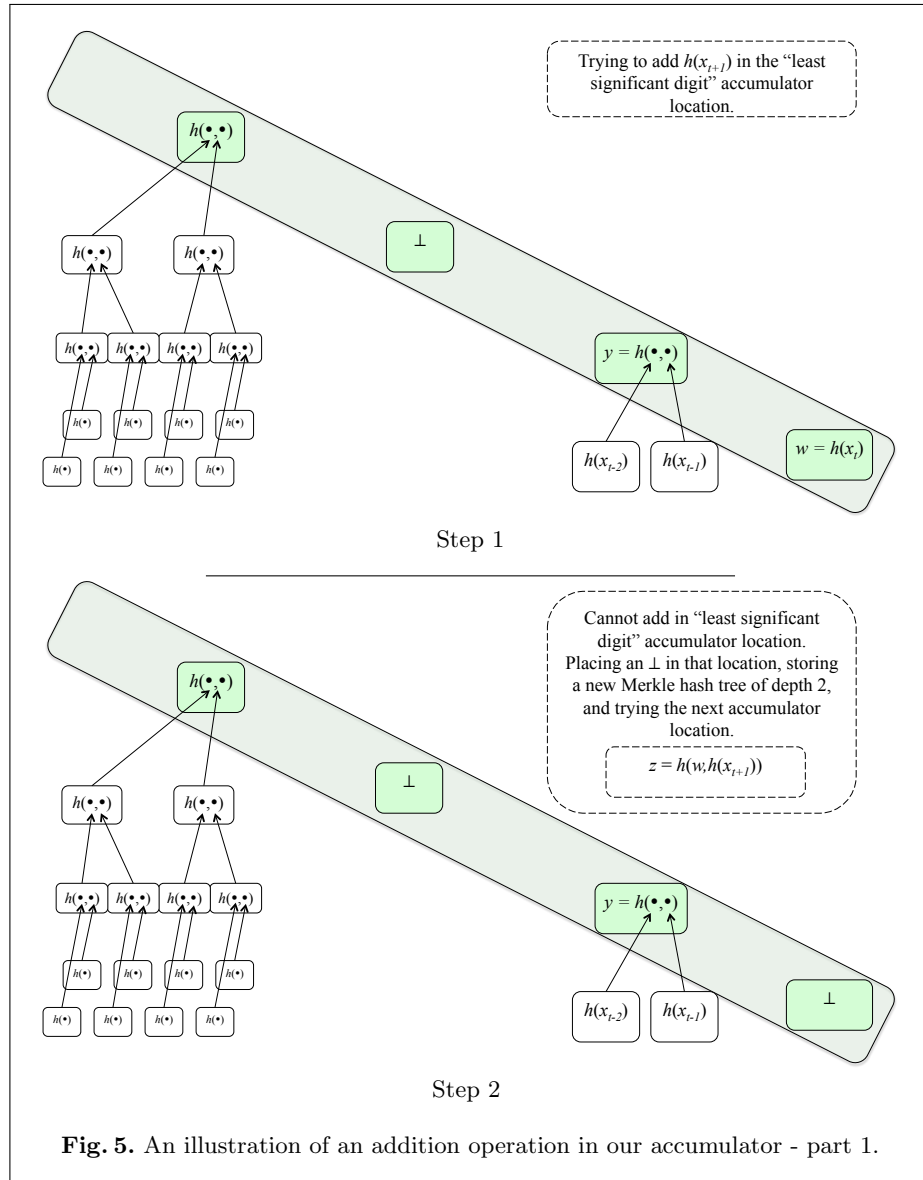 Trying to add h(x_{t+1}) in the “least
significant digit” accumulator
location.
h(•,•)
h(•,•) h(•,•)
⊥
h(•,•) h(•,•) h(•,•) h(•,•)
y = h(•,•)
h(•) h(•) h(•) h(•)
h(•) h(•) h(•) h(•)
h(x_{t-2}) h(x_{t-1})
w = h(x_t)
Step 1
Cannot add in “least significant
digit” accumulator location.
Placing an ⊥ in that location, storing
a new Merkle hash tree of depth 2,
and trying the next accumulator
location.
z = h(w,h(x_{t+1}))
h(•,•)
⊥
h(•,•) h(•,•)
h(•,•) h(•,•) h(•,•) h(•,•)
y = h(•,•)
h(•) h(•) h(•) h(•)
h(•) h(•) h(•) h(•)
h(x_{t-2}) h(x_{t-1})
⊥
Step 2
Fig. 5. An illustration of an addition operation in our accumulator - part 1.